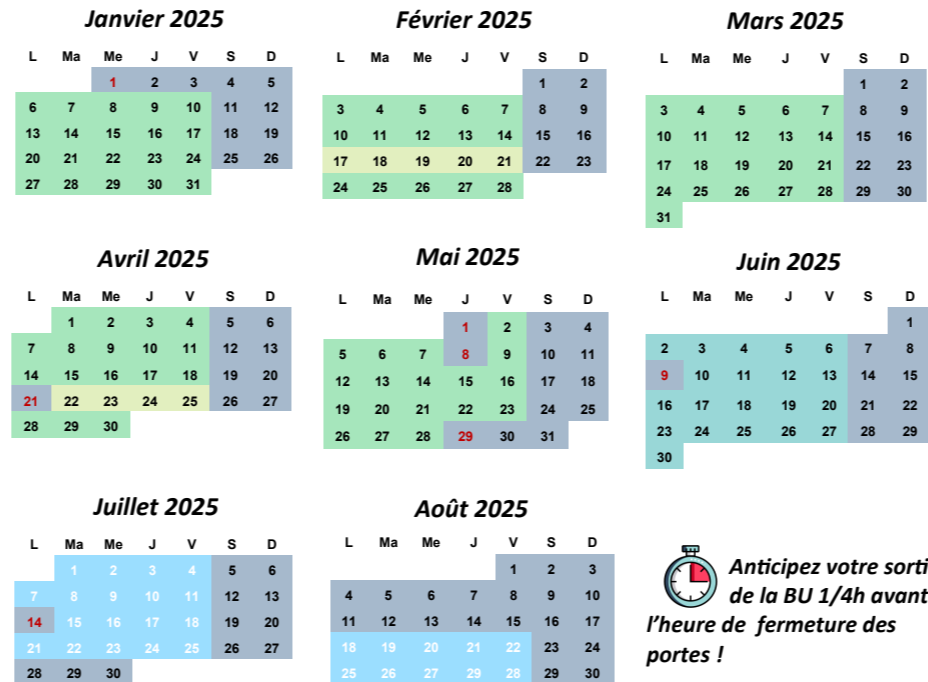 Janvier 2025
L Ma Me J V S D
1 2 3 4 5
6 7 8 9 10 11 12
13 14 15 16 17 18 19
20 21 22 23 24 25 26
27 28 29 30 31
Février 2025
L Ma Me J V S D
1 2
3 4 5 6 7 8 9
10 11 12 13 14 15 16
17 18 19 20 21 22 23
24 25 26 27 28
Mars 2025
L Ma Me J V S D
1 2
3 4 5 6 7 8 9
10 11 12 13 14 15 16
17 18 19 20 21 22 23
24 25 26 27 28 29 30
31
Avril 2025
L Ma Me J V S D
1 2 3 4 5 6
7 8 9 10 11 12 13
14 15 16 17 18 19 20
21 22 23 24 25 26 27
28 29 30
Mai 2025
L Ma Me J V S D
1 2 3 4
5 6 7 8 9 10 11
12 13 14 15 16 17 18
19 20 21 22 23 24 25
26 27 28 29 30 31
Juin 2025
L Ma Me J V S D
1
2 3 4 5 6 7 8
9 10 11 12 13 14 15
16 17 18 19 20 21 22
23 24 25 26 27 28 29
30
Juillet 2025
L Ma Me J V S D
1 2 3 4 5 6
7 8 9 10 11 12 13
14 15 16 17 18 19 20
21 22 23 24 25 26 27
28 29 30
Août 2025
L Ma Me J V S D
1 2 3
4 5 6 7 8 9 10
11 12 13 14 15 16 17
18 19 20 21 22 23 24
25 26 27 28 29 30
Anticipez votre sorti
de la BU 1/4h avant
l'heure de fermeture des
portes !